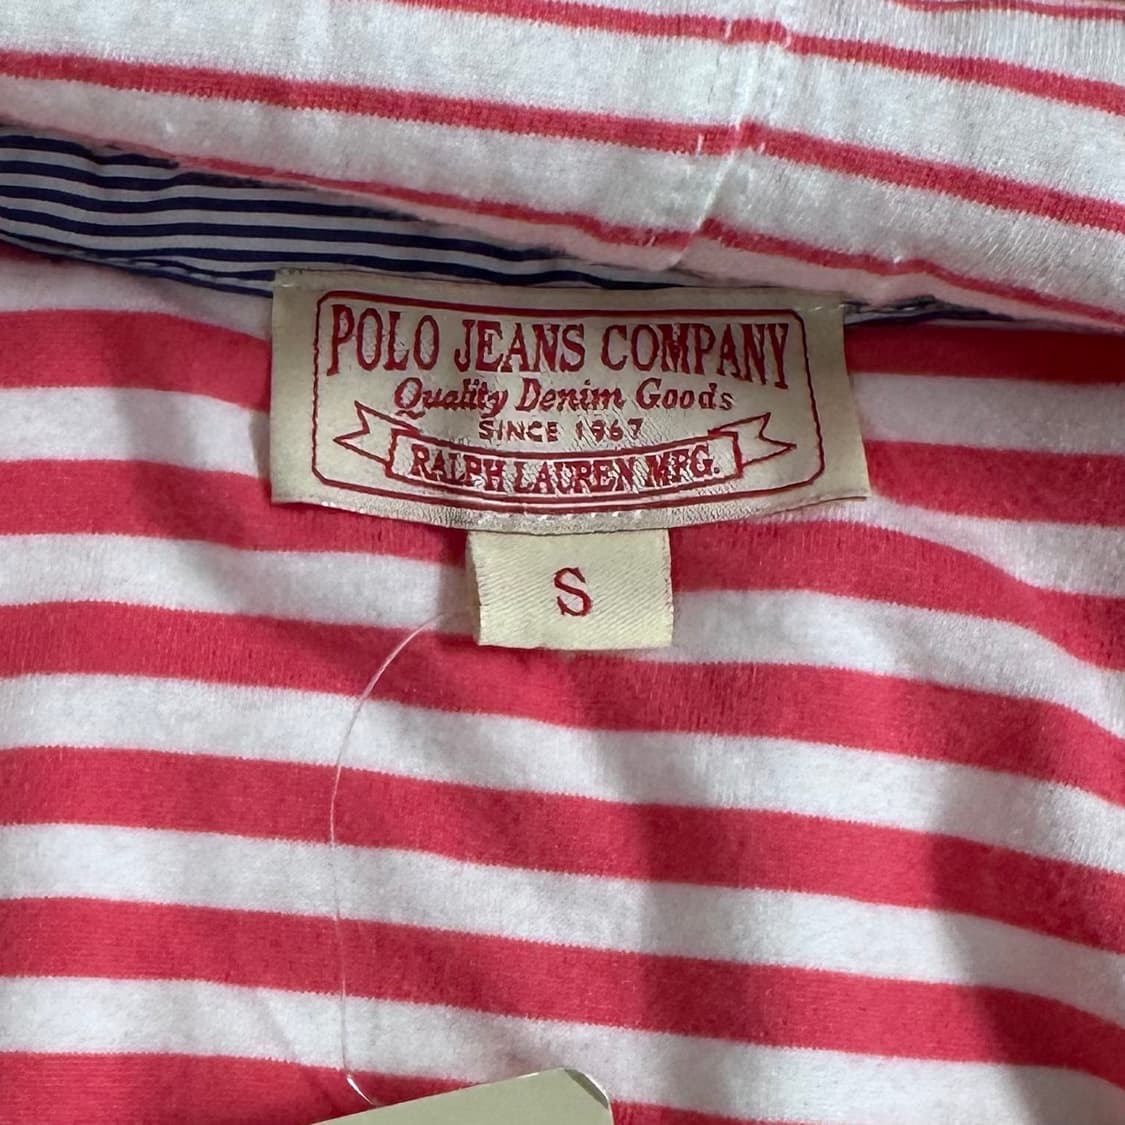 POLO JEANS COMPANY
Quality Denim Goods
SINCE 1967
RALPH LAUREN MFG.
S